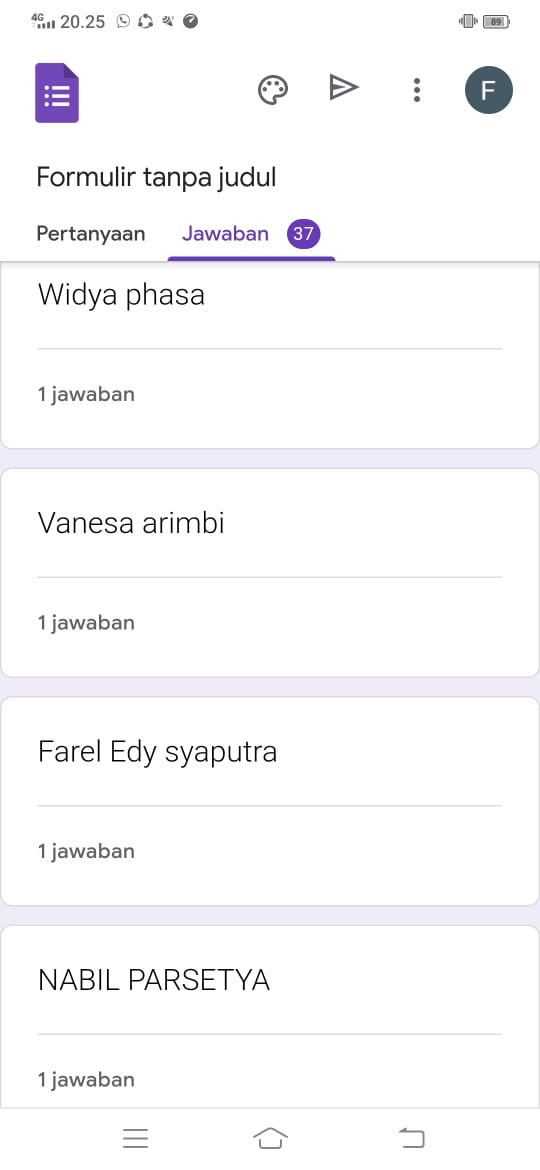 4G 20.25 89
F
Formulir tanpa judul
Pertanyaan Jawaban 37
Widya phasa
1 jawaban
Vanesa arimbi
1 jawaban
Farel Edy syaputra
1 jawaban
NABIL PARSETYA
1 jawaban